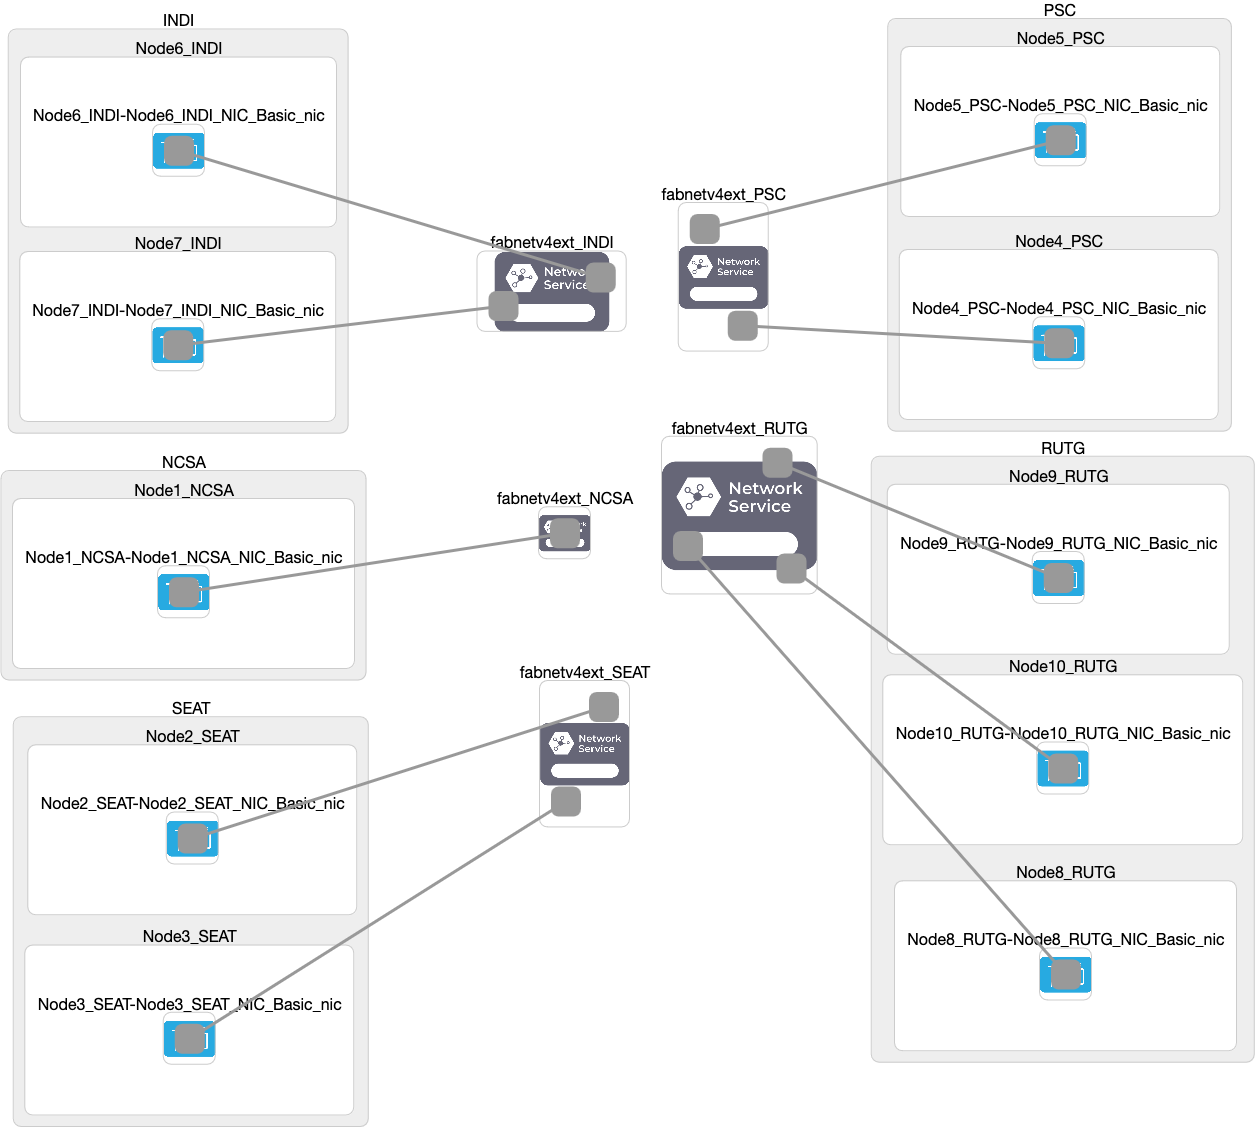 INDI
Node6_INDI
Node6_INDI-Node6_INDI_NIC_Basic_nic
Node7_INDI
Node7_INDI-Node7_INDI_NIC_Basic_nic
fabnetv4ext_INDI
Network
Service
fabnetv4ext_PSC
Network
Service
PSC
Node5_PSC
Node5_PSC-Node5_PSC_NIC_Basic_nic
Node4_PSC
Node4_PSC-Node4_PSC_NIC_Basic_nic
NCSA
Node1_NCSA
Node1_NCSA-Node1_NCSA_NIC_Basic_nic
fabnetv4ext_NCSA
fabnetv4ext_RUTG
Network
Service
RUTG
Node9_RUTG
Node9_RUTG-Node9_RUTG_NIC_Basic_nic
Node10_RUTG
Node10_RUTG-Node10_RUTG_NIC_Basic_nic
Node8_RUTG
Node8_RUTG-Node8_RUTG_NIC_Basic_nic
SEAT
Node2_SEAT
Node2_SEAT-Node2_SEAT_NIC_Basic_nic
Node3_SEAT
Node3_SEAT-Node3_SEAT_NIC_Basic_nic
fabnetv4ext_SEAT
Network
Service